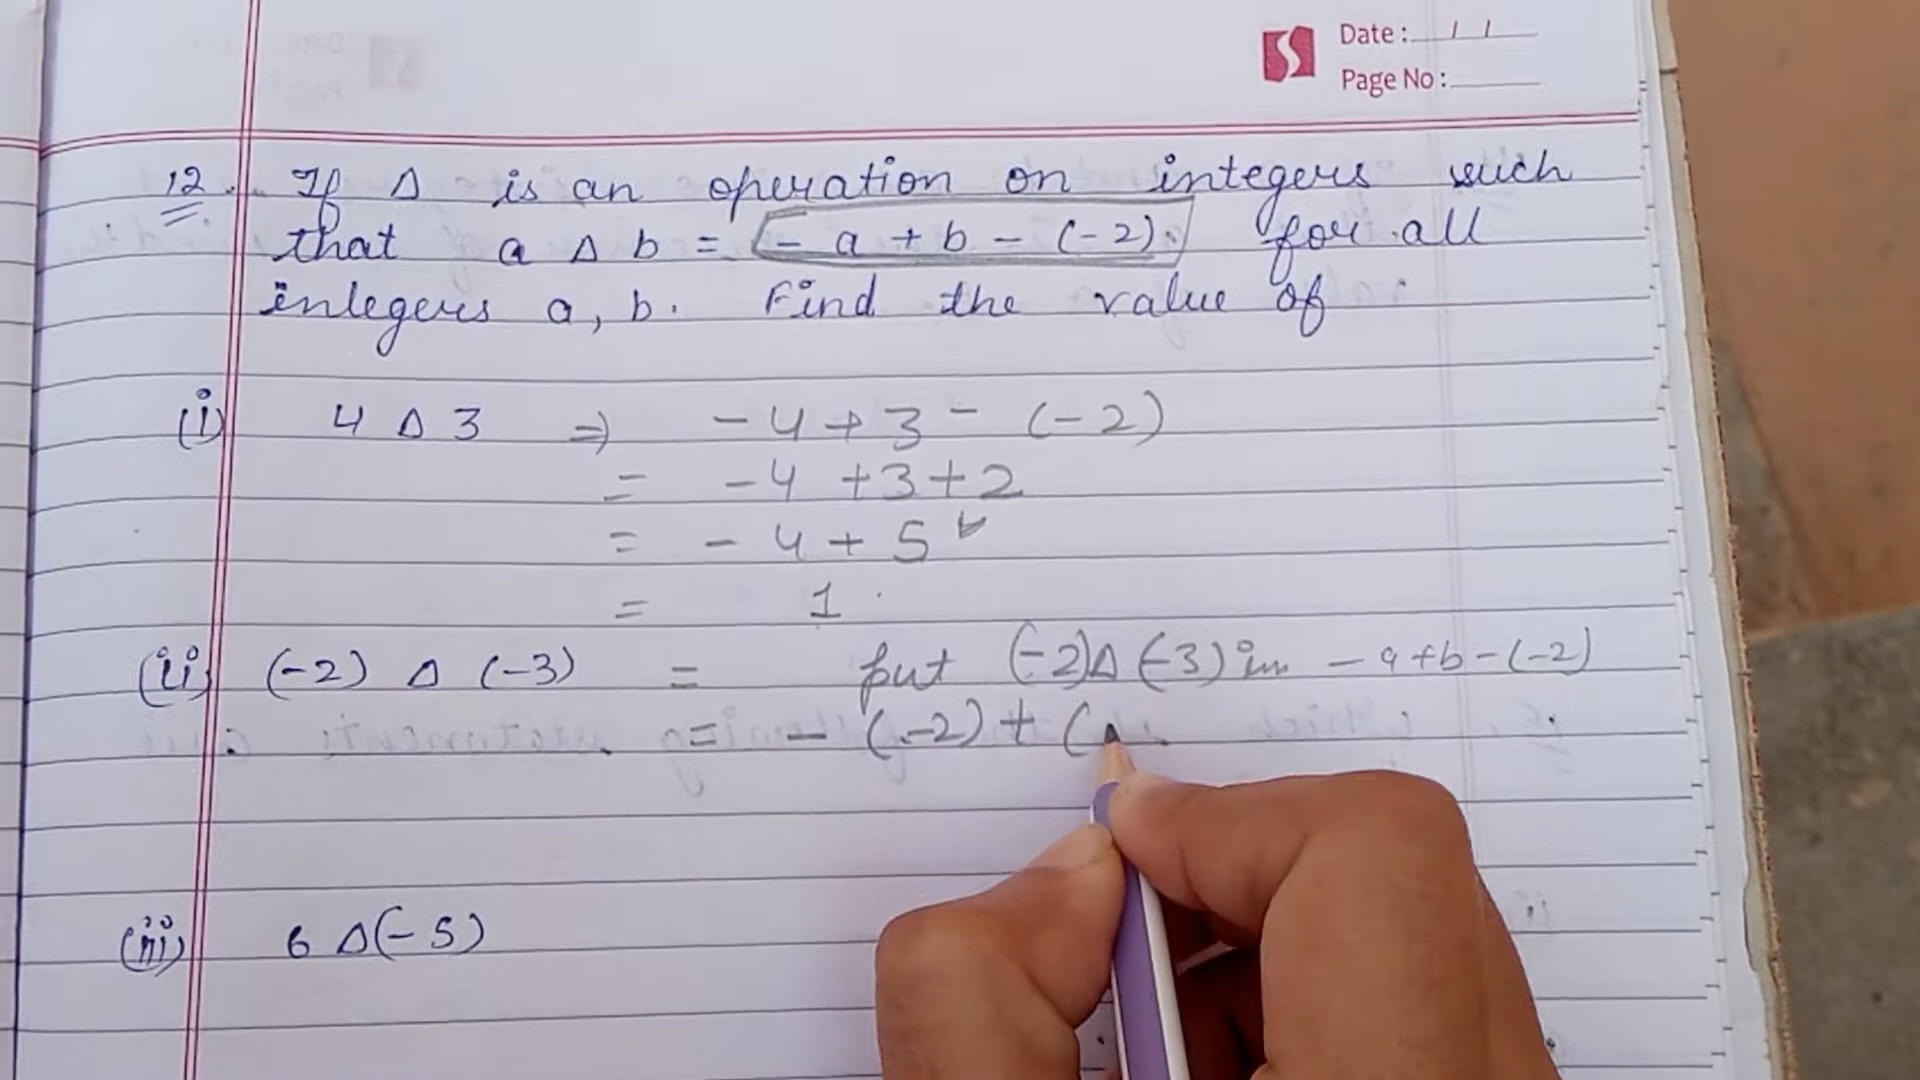 Date : / /
Page No :
12. If Δ is an operation on integers such
that a Δ b = - a + b - (-2). for all
integers a, b. Find the value of
(i) 4 Δ 3 ⇒ - 4 + 3 - (-2)
= - 4 + 3 + 2
= - 4 + 5
= 1
(ii) (-2) Δ (-3) = put (-2) Δ (-3) in - a + b - (-2)
= - (-2) + (
(iii) 6 Δ (- 5)